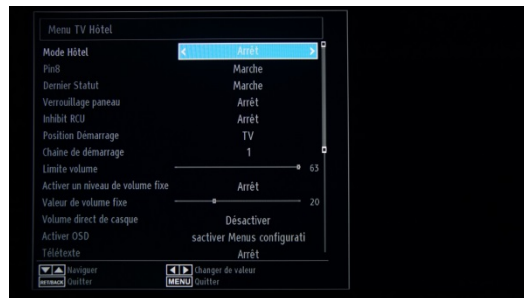 Menu TV Hôtel
Mode Hôtel Arrêt
Pin8 Marche
Dernier Statut Marche
Verrouillage paneau Arrêt
Inhibit RCU Arrêt
Position Démarrage TV
Chaîne de démarrage 1
Limite volume 63
Activer un niveau de volume fixe Arrêt
Valeur de volume fixe 20
Volume direct de casque Désactiver
Activer OSD sactiver Menus configurati
Télétexte Arrêt
Naviguer Changer de valeur
RET/BACK Quitter MENU Quitter